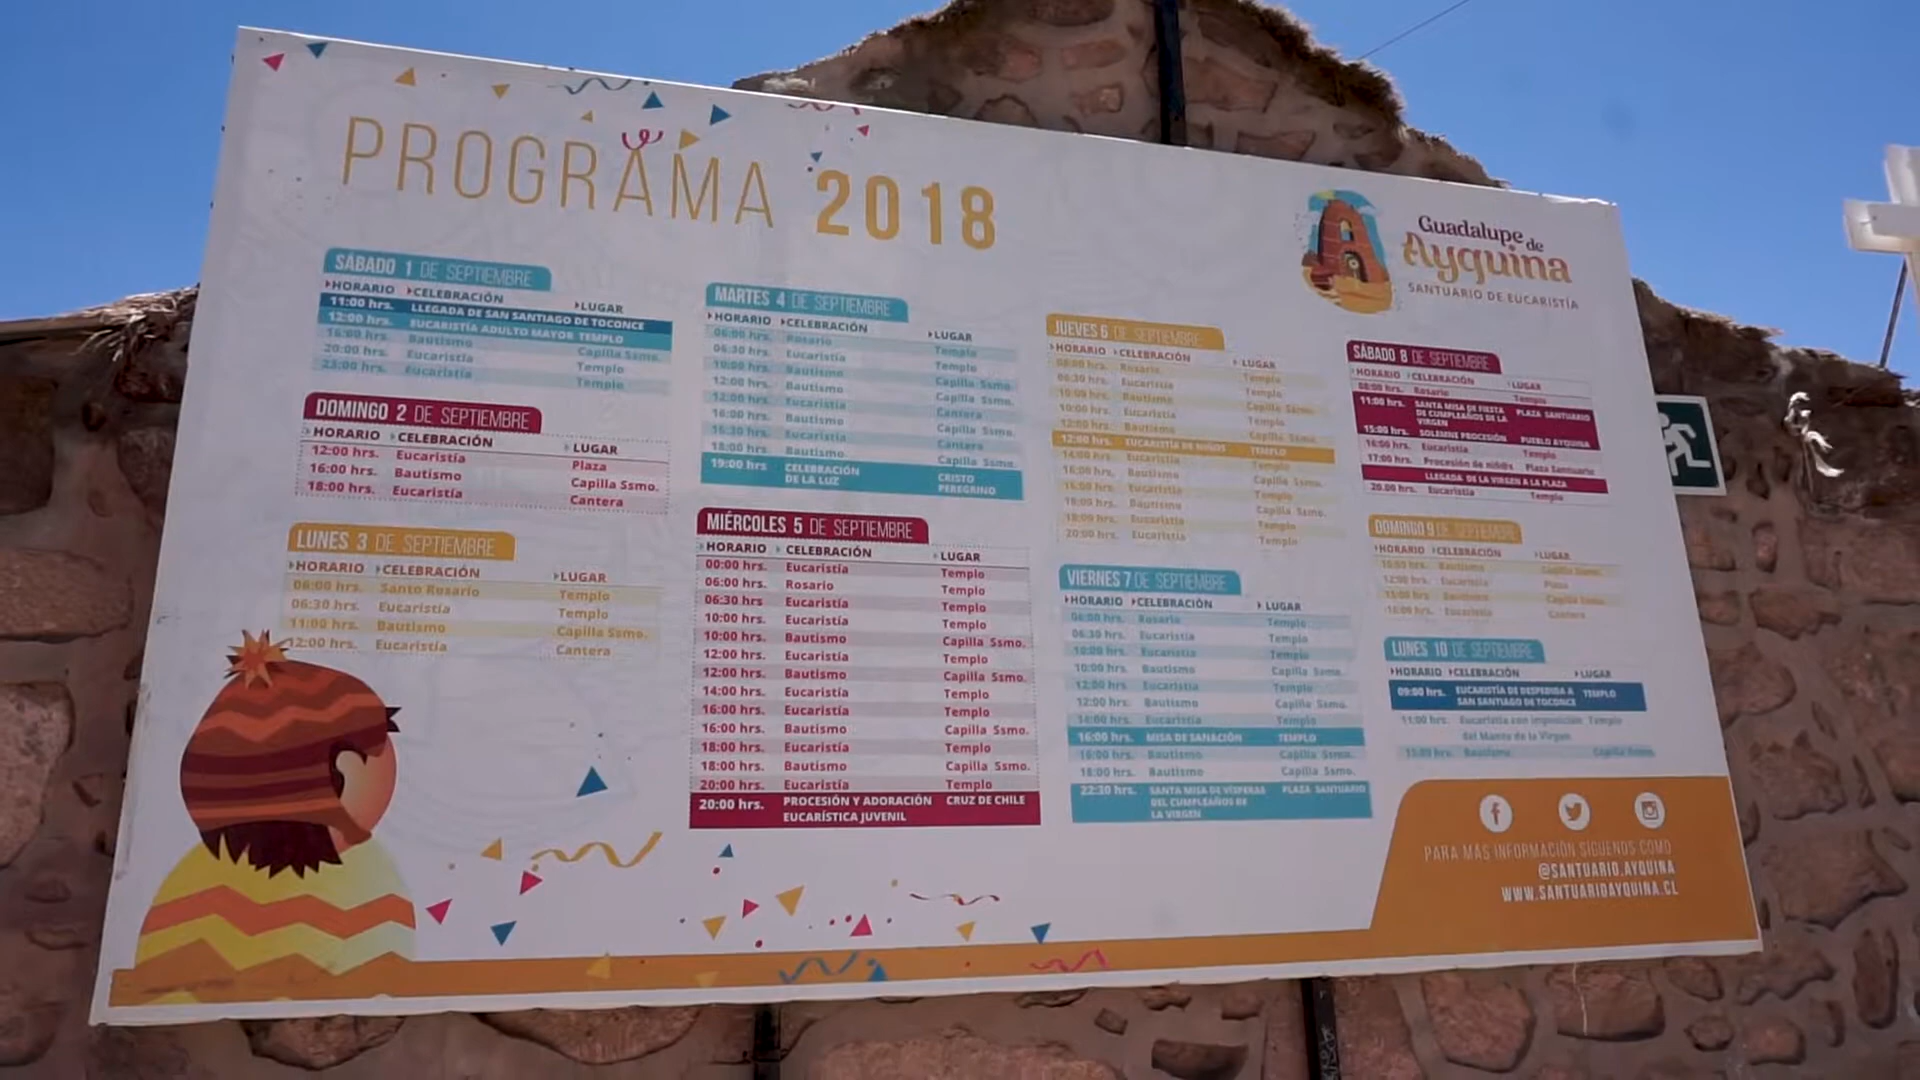 PROGRAMA 2018
Guadalupe de
Ayquina
SANTUARIO DE EUCARISTÍA
SÁBADO 1 DE SEPTIEMBRE
HORARIO CELEBRACIÓN LUGAR
11:00 hrs. LLEGADA DE SAN SANTIAGO DE TOCONCE
12:00 hrs. EUCARISTÍA ADULTO MAYOR TEMPLO
16:00 hrs. Bautismo Capilla Ssmo.
20:00 hrs. Eucaristía Templo
23:00 hrs. Eucaristía Templo
DOMINGO 2 DE SEPTIEMBRE
HORARIO CELEBRACIÓN LUGAR
12:00 hrs. Eucaristía Plaza
16:00 hrs. Bautismo Capilla Ssmo.
18:00 hrs. Eucaristía Cantera
LUNES 3 DE SEPTIEMBRE
HORARIO CELEBRACIÓN LUGAR
06:00 hrs. Santo Rosario Templo
06:30 hrs. Eucaristía Templo
11:00 hrs. Bautismo Capilla Ssmo.
12:00 hrs. Eucaristía Cantera
MARTES 4 DE SEPTIEMBRE
HORARIO CELEBRACIÓN LUGAR
06:00 hrs. Rosario Templo
06:30 hrs. Eucaristía Templo
10:00 hrs. Bautismo Capilla Ssmo.
12:00 hrs. Bautismo Capilla Ssmo.
12:00 hrs. Eucaristía Cantera
16:00 hrs. Bautismo Capilla Ssmo.
16:30 hrs. Eucaristía Cantera
18:00 hrs. Bautismo Capilla Ssmo.
19:00 hrs CELEBRACIÓN CRISTO
DE LA LUZ PEREGRINO
MIÉRCOLES 5 DE SEPTIEMBRE
HORARIO CELEBRACIÓN LUGAR
00:00 hrs. Eucaristía Templo
06:00 hrs. Rosario Templo
06:30 hrs Eucaristía Templo
10:00 hrs. Eucaristía Templo
10:00 hrs. Bautismo Capilla Ssmo.
12:00 hrs. Eucaristía Templo
12:00 hrs. Bautismo Capilla Ssmo.
14:00 hrs. Eucaristía Templo
16:00 hrs. Eucaristía Templo
16:00 hrs. Bautismo Capilla Ssmo.
18:00 hrs. Eucaristía Templo
18:00 hrs. Bautismo Capilla Ssmo.
20:00 hrs. Eucaristía Templo
20:00 hrs. PROCESIÓN Y ADORACIÓN CRUZ DE CHILE
EUCARÍSTICA JUVENIL
JUEVES 6 DE SEPTIEMBRE
HORARIO CELEBRACIÓN LUGAR
Rosario Templo
06:30 hrs. Eucaristía Templo
10:00 hrs. Bautismo Capilla Ssmo.
10:00 hrs. Eucaristía Templo
12:00 hrs. Bautismo Capilla Ssmo.
12:00 hrs. EUCARISTÍA DE NIÑOS TEMPLO
14:00 hrs. Eucaristía Templo
16:00 hrs. Bautismo Capilla Ssmo.
16:00 hrs. Eucaristía Templo
18:00 hrs. Bautismo Capilla Ssmo.
18:00 hrs. Eucaristía Templo
20:00 hrs. Eucaristía Templo
VIERNES 7 DE SEPTIEMBRE
HORARIO CELEBRACIÓN LUGAR
06:00 hrs. Rosario Templo
06:30 hrs. Eucaristía Templo
10:00 hrs. Eucaristía Templo
10:00 hrs. Bautismo Capilla Ssmo.
12:00 hrs. Eucaristía Templo
12:00 hrs. Bautismo Capilla Ssmo.
14:00 hrs. Eucaristía Templo
16:00 hrs. MISA DE SANACIÓN TEMPLO
16:00 hrs. Bautismo Capilla Ssmo.
18:00 hrs. Bautismo Capilla Ssmo.
22:30 hrs. SANTA MISA DE VÍSPERAS PLAZA SANTUARIO
DEL CUMPLEAÑOS DE
LA VIRGEN
SÁBADO 8 DE SEPTIEMBRE
HORARIO CELEBRACIÓN LUGAR
08:00 hrs. Rosario Templo
11:00 hrs. SANTA MISA DE FIESTA PLAZA SANTUARIO
DE CUMPLEAÑOS DE LA
VIRGEN
15:00 hrs. SOLEMNE PROCESIÓN PUEBLO AYQUINA
16:00 hrs. Eucaristía Templo
17:00 hrs. Procesión de niñ@s Plaza Santuario
LLEGADA DE LA VIRGEN A LA PLAZA
20:00 hrs. Eucaristía Templo
DOMINGO 9 DE SEPTIEMBRE
HORARIO CELEBRACIÓN LUGAR
Bautismo Capilla Ssmo.
12:00 hrs. Eucaristía Plaza
Bautismo Capilla Ssmo.
Eucaristía Cantera
LUNES 10 DE SEPTIEMBRE
HORARIO CELEBRACIÓN LUGAR
09:00 hrs. EUCARISTÍA DE DESPEDIDA A TEMPLO
SAN SANTIAGO DE TOCONCE
11:00 hrs. Eucaristía con imposición Templo
del Manto de la Virgen
Bautismo Capilla Ssmo.
PARA MÁS INFORMACIÓN SÍGUENOS COMO
@SANTUARIO.AYQUINA
WWW.SANTUARIOAYQUINA.CL